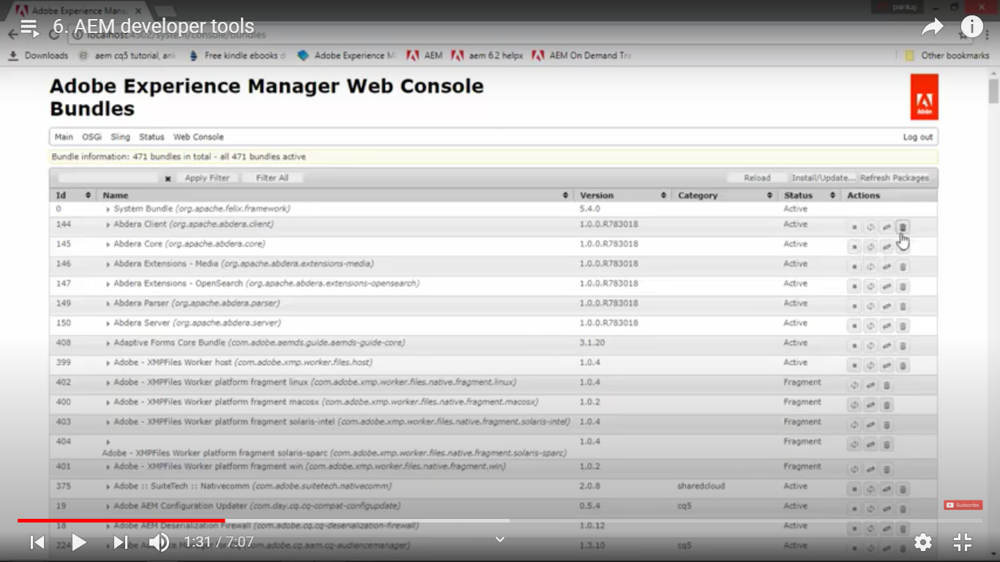 Adobe Experience Mana
pankaj
6. AEM developer tools
localhost:4502/system/console/bundles
Downloads aem cq5 tutorial, an Free kindle ebooks Adobe Experience M AEM aem 6.2 helpx AEM On Demand Tra Other bookmarks
Adobe Experience Manager Web Console
Bundles
Adobe
Main OSGi Sling Status Web Console Log out
Bundle information: 471 bundles in total - all 471 bundles active
Apply Filter Filter All Reload Install/Update... Refresh Packages
Id Name Version Category Status Actions
0 System Bundle (org.apache.felix.framework) 5.4.0 Active
144 Abdera Client (org.apache.abdera.client) 1.0.0.R783018 Active
145 Abdera Core (org.apache.abdera.core) 1.0.0.R783018 Active
146 Abdera Extensions - Media (org.apache.abdera.extensions-media) 1.0.0.R783018 Active
147 Abdera Extensions - OpenSearch (org.apache.abdera.extensions-opensearch) 1.0.0.R783018 Active
149 Abdera Parser (org.apache.abdera.parser) 1.0.0.R783018 Active
150 Abdera Server (org.apache.abdera.server) 1.0.0.R783018 Active
408 Adaptive Forms Core Bundle (com.adobe.aemds.guide.aemds-guide-core) 3.1.20 Active
399 Adobe - XMPFiles Worker host (com.adobe.xmp.worker.files.host) 1.0.4 Active
402 Adobe - XMPFiles Worker platform fragment linux (com.adobe.xmp.worker.files.native.fragment.linux) 1.0.4 Fragment
400 Adobe - XMPFiles Worker platform fragment macosx (com.adobe.xmp.worker.files.native.fragment.macosx) 1.0.2 Fragment
403 Adobe - XMPFiles Worker platform fragment solaris-intel (com.adobe.xmp.worker.files.native.fragment.solaris-intel) 1.0.4 Fragment
404 1.0.4 Fragment
Adobe - XMPFiles Worker platform fragment solaris-sparc (com.adobe.xmp.worker.files.native.fragment.solaris-sparc)
401 Adobe - XMPFiles Worker platform fragment win (com.adobe.xmp.worker.files.native.fragment.win) 1.0.2 Fragment
375 Adobe :: SuiteTech :: Nativecomm (com.adobe.suitetech.nativecomm) 2.0.8 sharedcloud Active
19 Adobe AEM Configuration Updater (com.day.cq.cq-compat-configupdate) 0.5.4 cq5 Active
Subscribe
18 Adobe AEM Deserialization Firewall (com.adobe.cq.cq-deserialization-firewall) 1.0.12 Active
224 Manager for (com.adobe.cq.aam.cq-audiencemanager) 1.3.10 cq5 Active
1:31 / 7:07